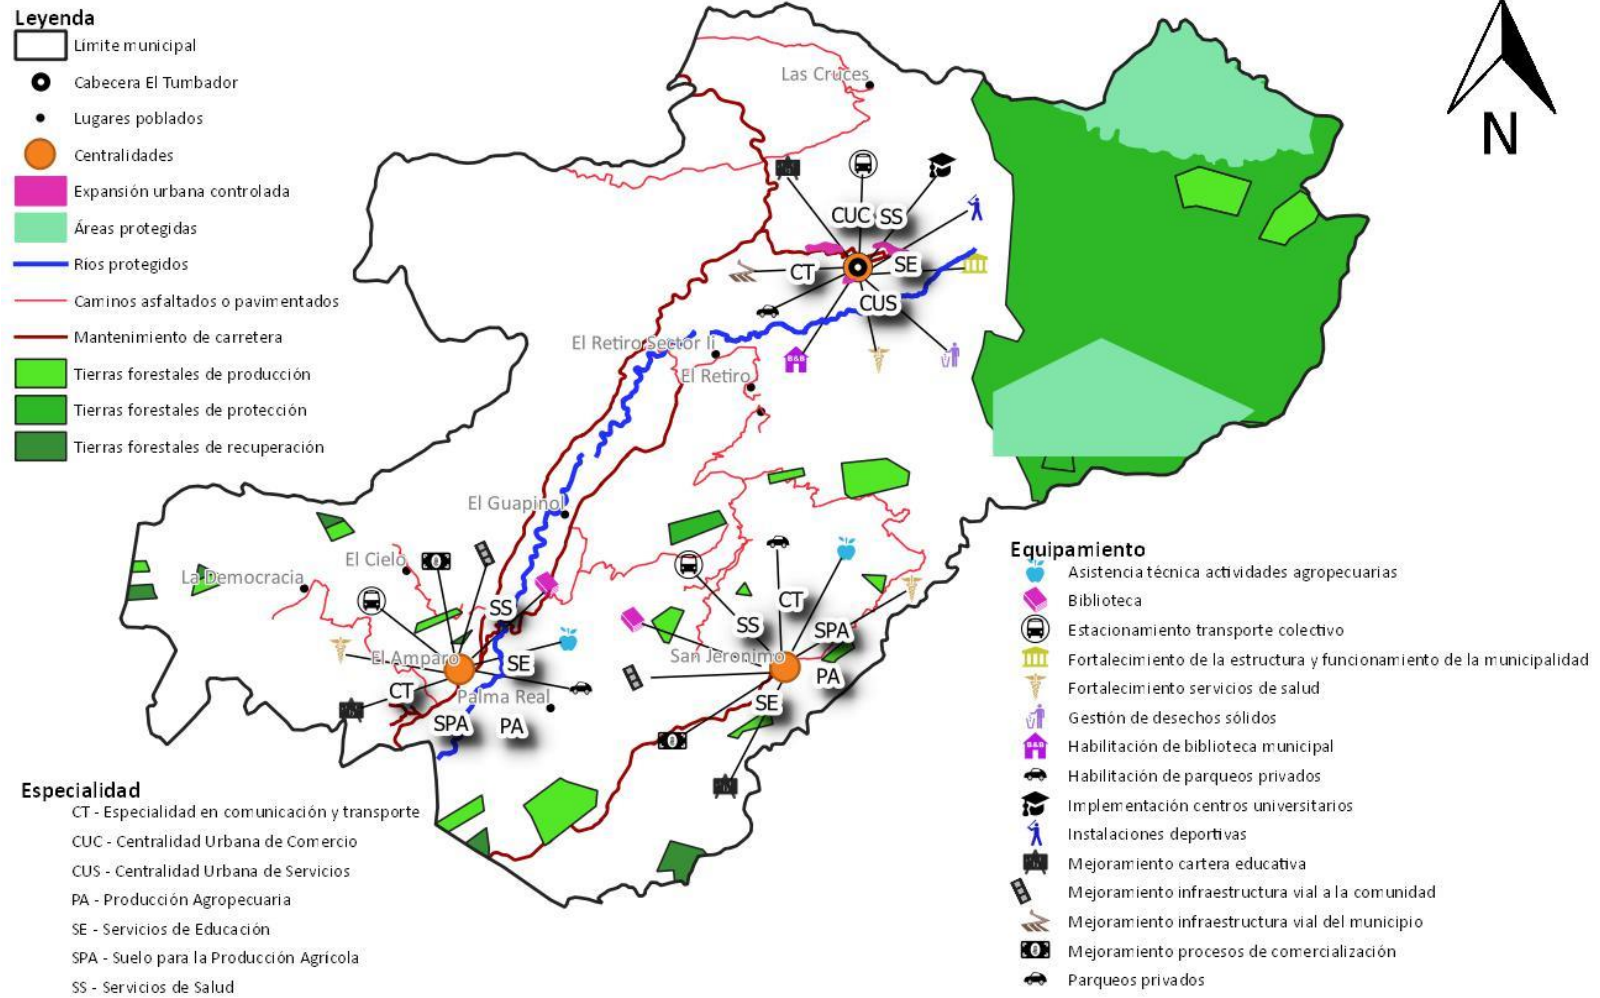 Leyenda
Límite municipal
Cabecera El Tumbador
Lugares poblados
Centralidades
Expansión urbana controlada
Áreas protegidas
Ríos protegidos
Caminos asfaltados o pavimentados
Mantenimiento de carretera
Tierras forestales de producción
Tierras forestales de protección
Tierras forestales de recuperación
N
Las Cruces
CUC
SS
CT
SE
CUS
El Retiro Sector Ii
El Retiro
B&B
El Guapinol
El Cielo
La Democracia
SS
El Amparo
SE
CT
Palma Real
SPA
PA
CT
SS
SPA
San Jeronimo
PA
SE
Equipamiento
Asistencia técnica actividades agropecuarias
Biblioteca
Estacionamiento transporte colectivo
Fortalecimiento de la estructura y funcionamiento de la municipalidad
Fortalecimiento servicios de salud
Gestión de desechos sólidos
B&B
Habilitación de biblioteca municipal
Habilitación de parqueos privados
Implementación centros universitarios
Instalaciones deportivas
Mejoramiento cartera educativa
Mejoramiento infraestructura vial a la comunidad
Mejoramiento infraestructura vial del municipio
Mejoramiento procesos de comercialización
Parqueos privados
Especialidad
CT - Especialidad en comunicación y transporte
CUC - Centralidad Urbana de Comercio
CUS - Centralidad Urbana de Servicios
PA - Producción Agropecuaria
SE - Servicios de Educación
SPA - Suelo para la Producción Agrícola
SS - Servicios de Salud